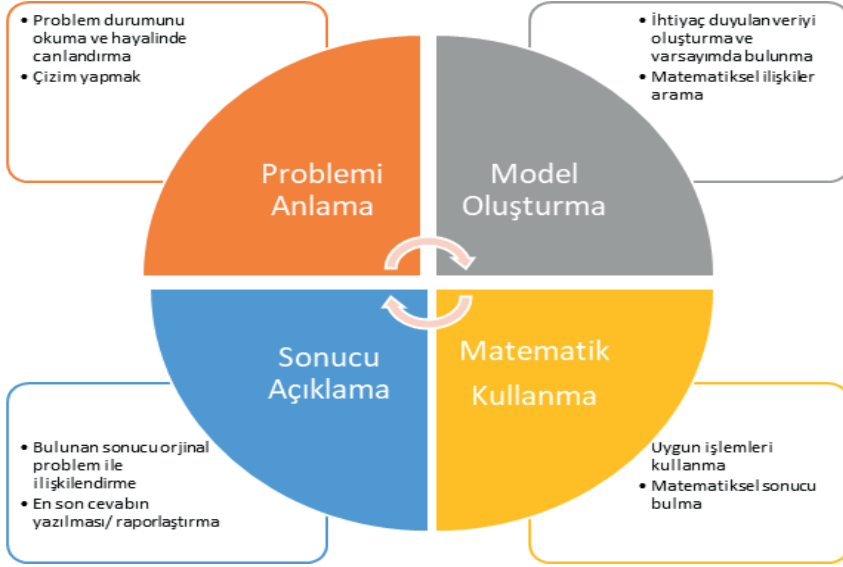 • Problem durumunu
okuma ve hayalinde
canlandırma
• Çizim yapmak
• İhtiyaç duyulan veriyi
oluşturma ve
varsayımda bulunma
• Matematiksel ilişkiler
arama
Problemi
Anlama
Model
Oluşturma
Sonucu
Açıklama
Matematik
Kullanma
• Bulunan sonucu orjinal
problem ile
ilişkilendirme
• En son cevabın
yazılması/ raporlaştırma
Uygun işlemleri
kullanma
• Matematiksel sonucu
bulma